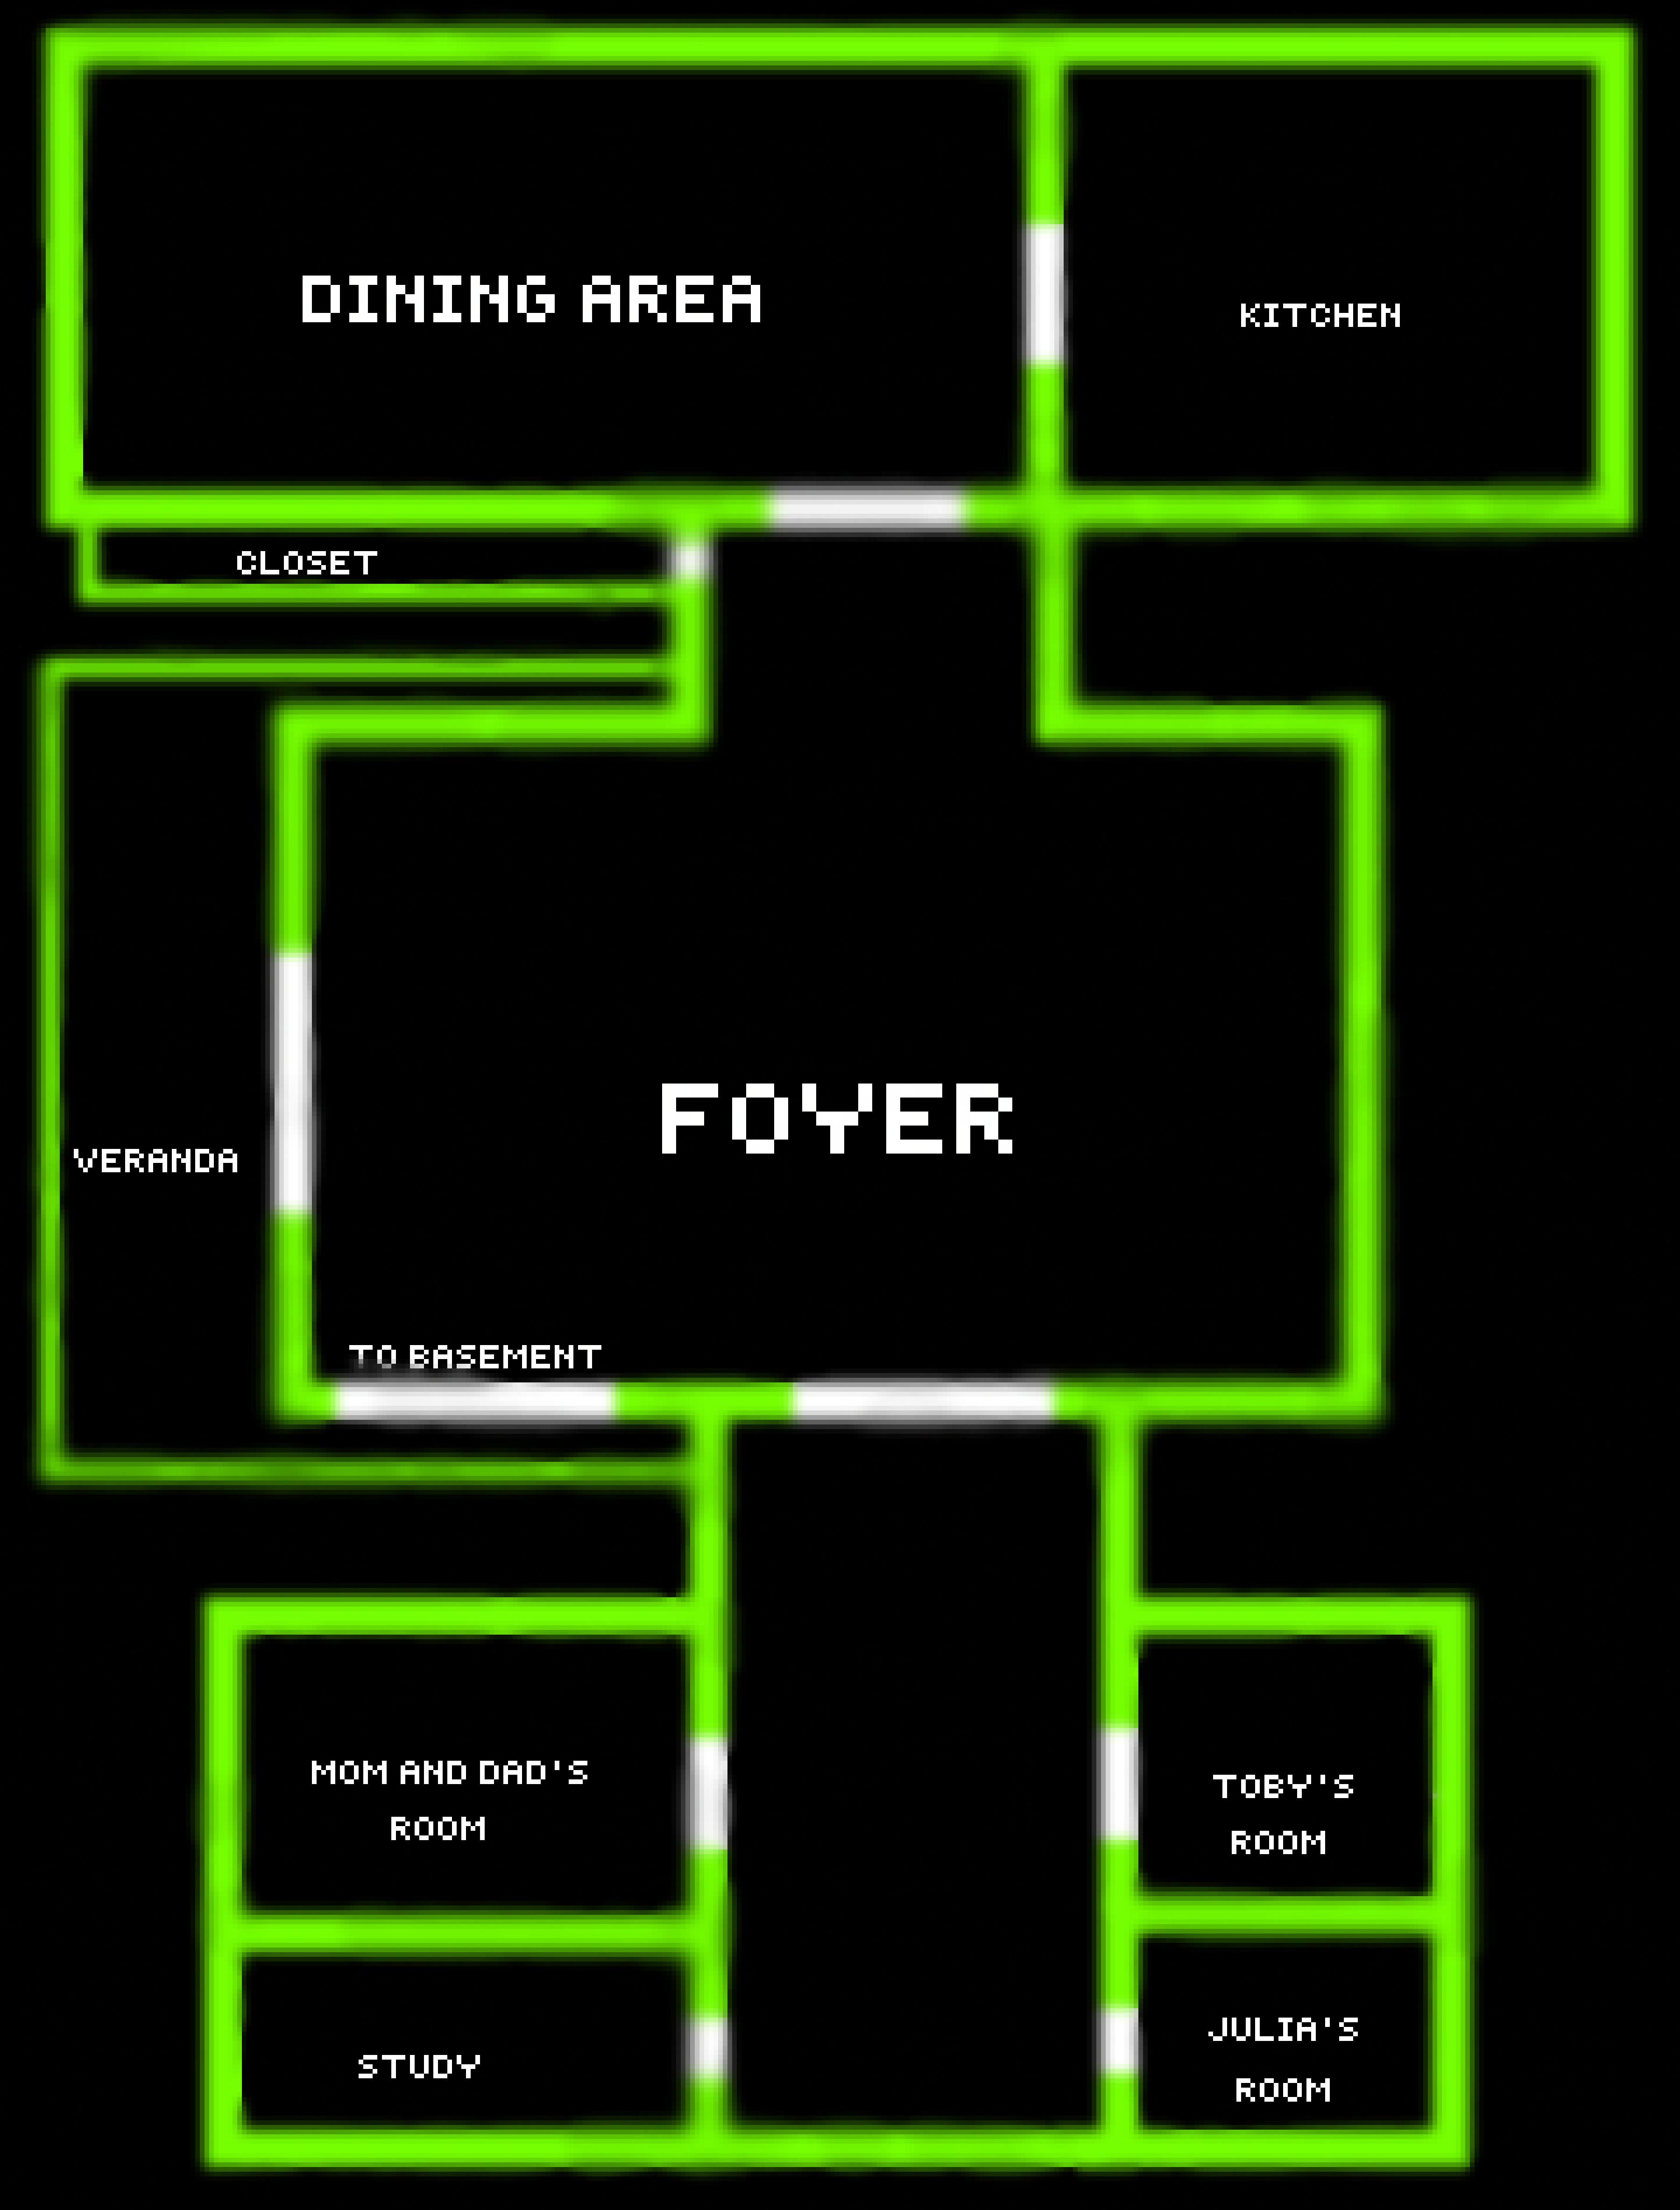 DINING AREA
KITCHEN
CLOSET
FOYER
VERANDA
TO BASEMENT
MOM AND DAD'S
ROOM
TOBY'S
ROOM
STUDY
JULIA'S
ROOM